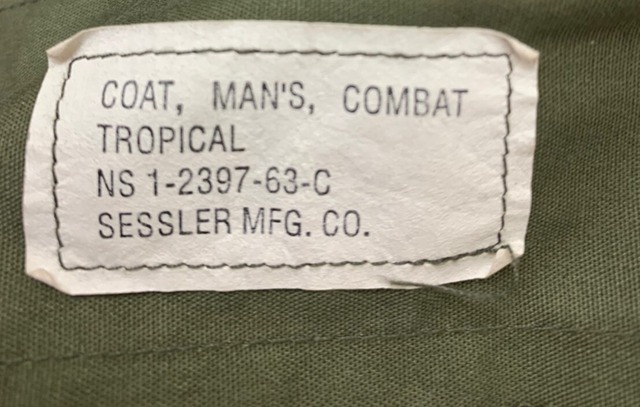 COAT, MAN'S, COMBAT
TROPICAL
NS 1-2397-63-C
SESSLER MFG. CO.